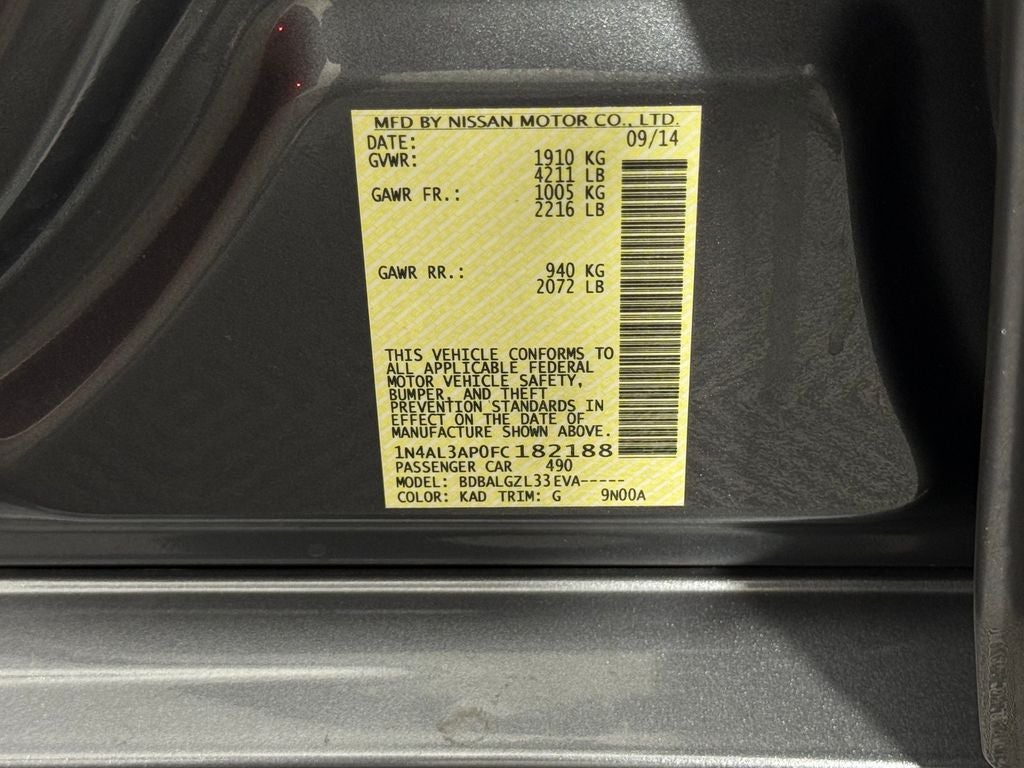 MFD BY NISSAN MOTOR CO., LTD.
DATE: 09/14
GVWR: 1910 KG
4211 LB
GAWR FR.: 1005 KG
2216 LB
GAWR RR.: 940 KG
2072 LB
THIS VEHICLE CONFORMS TO
ALL APPLICABLE FEDERAL
MOTOR VEHICLE SAFETY,
BUMPER, AND THEFT
PREVENTION STANDARDS IN
EFFECT ON THE DATE OF
MANUFACTURE SHOWN ABOVE.
1N4AL3AP0FC182188
PASSENGER CAR 490
MODEL: BDBALGZL33EVA-----
COLOR: KAD TRIM: G 9N00A